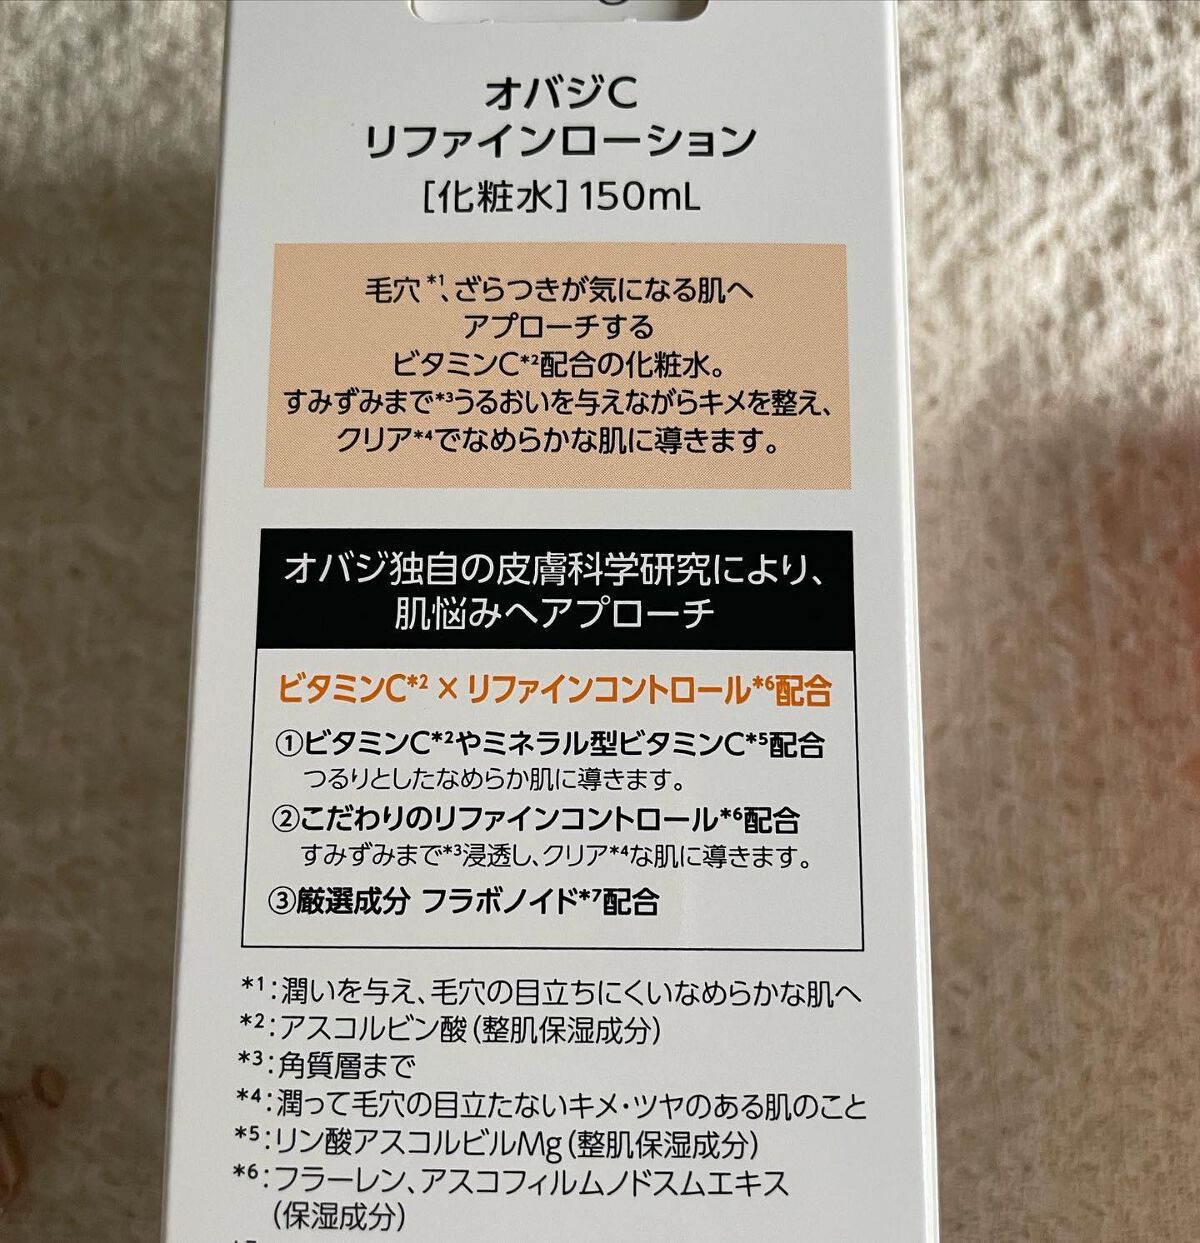 オバジC
リファインローション
[化粧水]150mL
毛穴*1、ざらつきが気になる肌へ
アプローチする
ビタミンC*2配合の化粧水。
すみずみまで*3うるおいを与えながらキメを整え、
クリア*4でなめらかな肌に導きます。
オバジ独自の皮膚科学研究により、
肌悩みへアプローチ
ビタミンC*2×リファインコントロール*6配合
①ビタミンC*2やミネラル型ビタミンC*5配合
つるりとしたなめらか肌に導きます。
②こだわりのリファインコントロール*6配合
すみずみまで*3浸透し、クリア*4な肌に導きます。
③厳選成分 フラボノイド*7配合
*1:潤いを与え、毛穴の目立ちにくいなめらかな肌へ
*2:アスコルビン酸(整肌保湿成分)
*3:角質層まで
*4:潤って毛穴の目立たないキメ・ツヤのある肌のこと
*5:リン酸アスコルビルMg(整肌保湿成分)
*6:フラーレン、アスコフィルムノドスムエキス
(保湿成分)